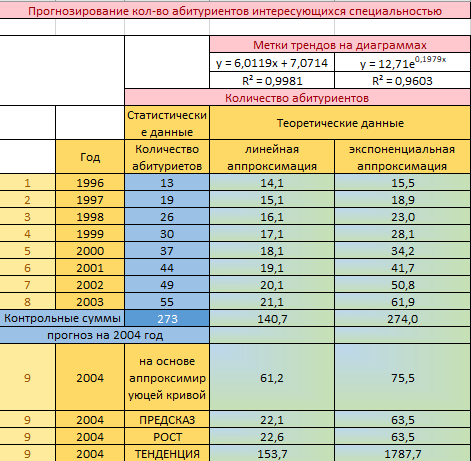 Прогнозирование кол-во абитуриентов интересующихся специальностью
Метки трендов на диаграммах
y = 6,0119x + 7,0714 y = 12,71e^0,1979x
R² = 0,9981 R² = 0,9603
Количество абитуриентов
Статистически
е данные Теоретические данные
Год Количество абитуриетов линейная аппроксимация экспоненциальная аппроксимация
1 1996 13 14,1 15,5
2 1997 19 15,1 18,9
3 1998 26 16,1 23,0
4 1999 30 17,1 28,1
5 2000 37 18,1 34,2
6 2001 44 19,1 41,7
7 2002 49 20,1 50,8
8 2003 55 21,1 61,9
Контрольные суммы 273 140,7 274,0
прогноз на 2004 год
9 2004 на основе
аппроксимир
ующей кривой 61,2 75,5
9 2004 ПРЕДСКАЗ 22,1 63,5
9 2004 РОСТ 22,6 63,5
9 2004 ТЕНДЕНЦИЯ 153,7 1787,7